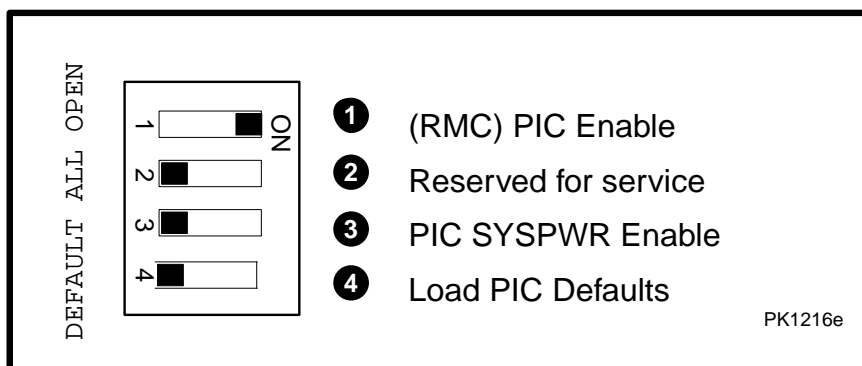 DEFAULT ALL OPEN
ON
1
2
3
4
1 (RMC) PIC Enable
2 Reserved for service
3 PIC SYSPWR Enable
4 Load PIC Defaults
PK1216e